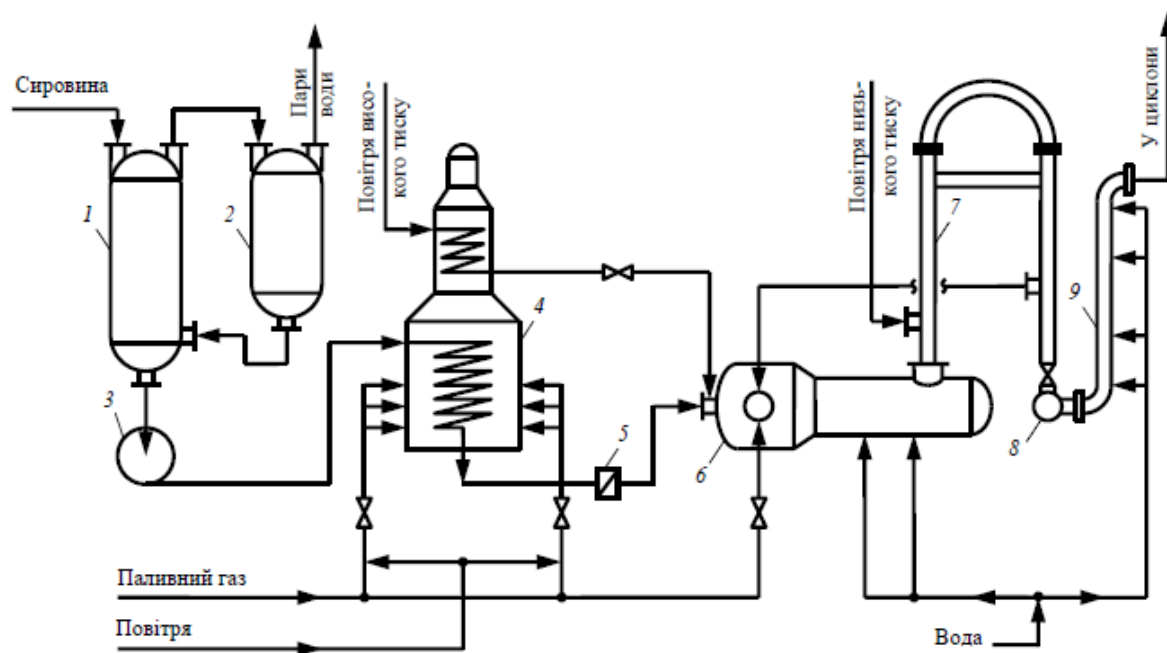 Сировина
Пари
води
Повітря висо-
кого тиску
Повітря низь-
кого тиску
У циклони
1
2
3
4
5
6
7
8
9
Паливний газ
Повітря
Вода